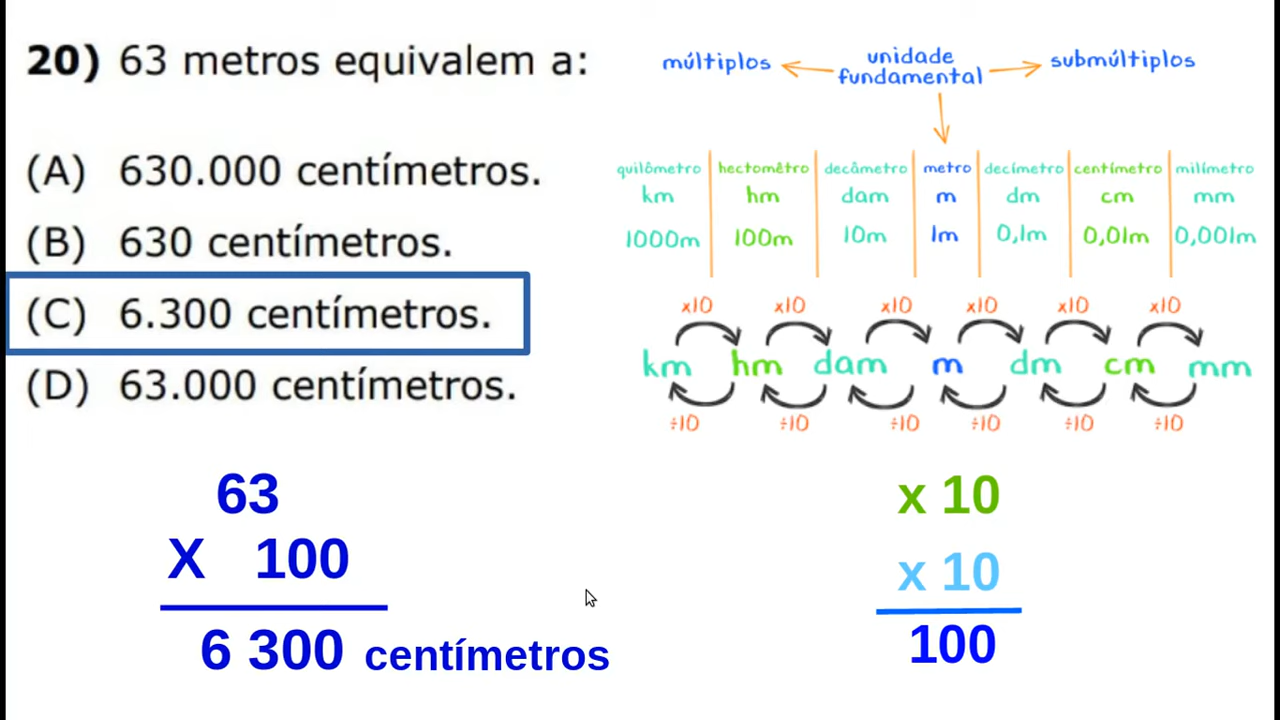 20) 63 metros equivalem a:
(A) 630.000 centímetros.
(B) 630 centímetros.
(C) 6.300 centímetros.
(D) 63.000 centímetros.
63
X 100
6 300 centímetros
múltiplos unidade fundamental submúltiplos
quilômetro hectomêtro decâmetro metro decímetro centímetro milímetro
km hm dam m dm cm mm
1000m 100m 10m 1m 0,1m 0,01m 0,001m
x10 x10 x10 x10 x10 x10
km hm dam m dm cm mm
÷10 ÷10 ÷10 ÷10 ÷10 ÷10
x 10
x 10
100